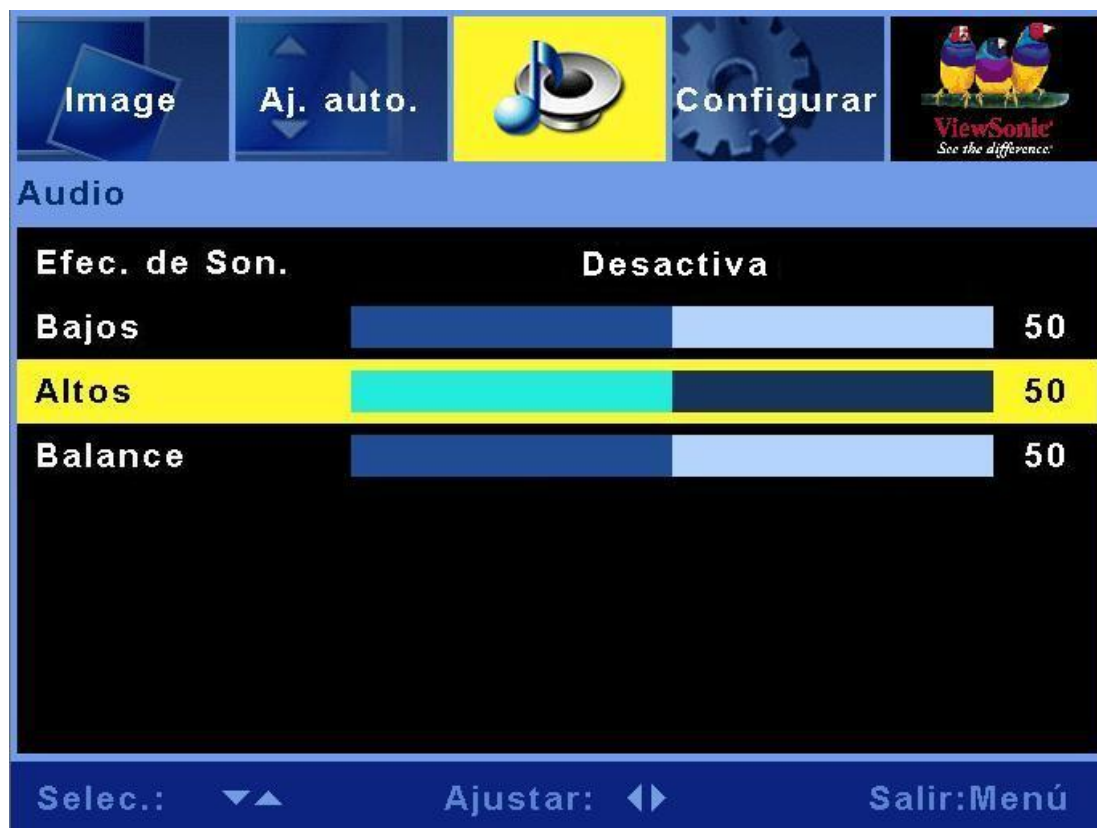 Image
Aj. auto.
Configurar
ViewSonic
See the difference.
Audio
Efec. de Son. Desactiva
Bajos 50
Altos 50
Balance 50
Selec.: Ajustar: Salir:Menú